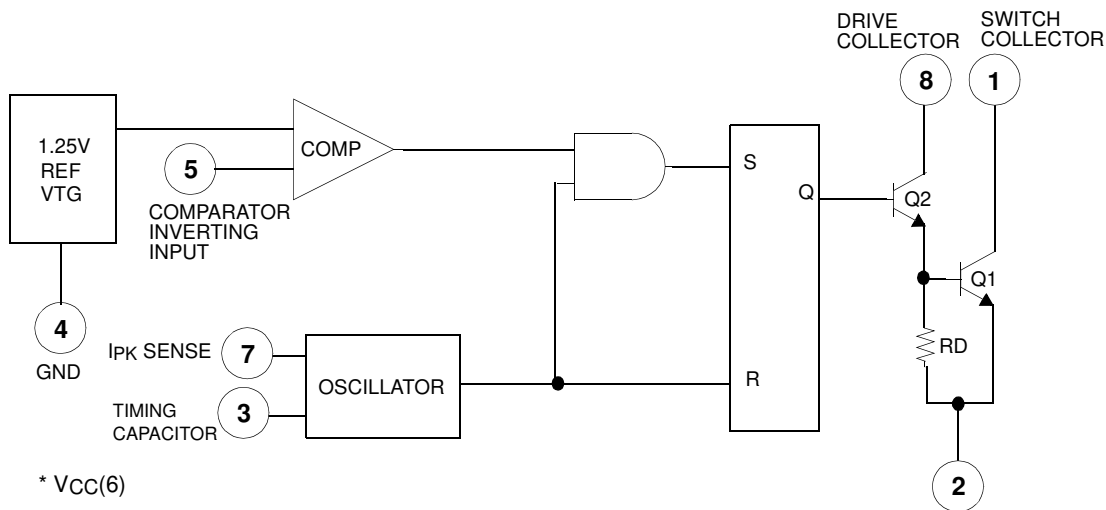 DRIVE
COLLECTOR
SWITCH
COLLECTOR
8
1
1.25V
REF
VTG
COMP
5
COMPARATOR
INVERTING
INPUT
S
Q
Q2
Q1
4
GND
IPK SENSE
7
OSCILLATOR
R
RD
TIMING
CAPACITOR
3
* VCC(6)
2